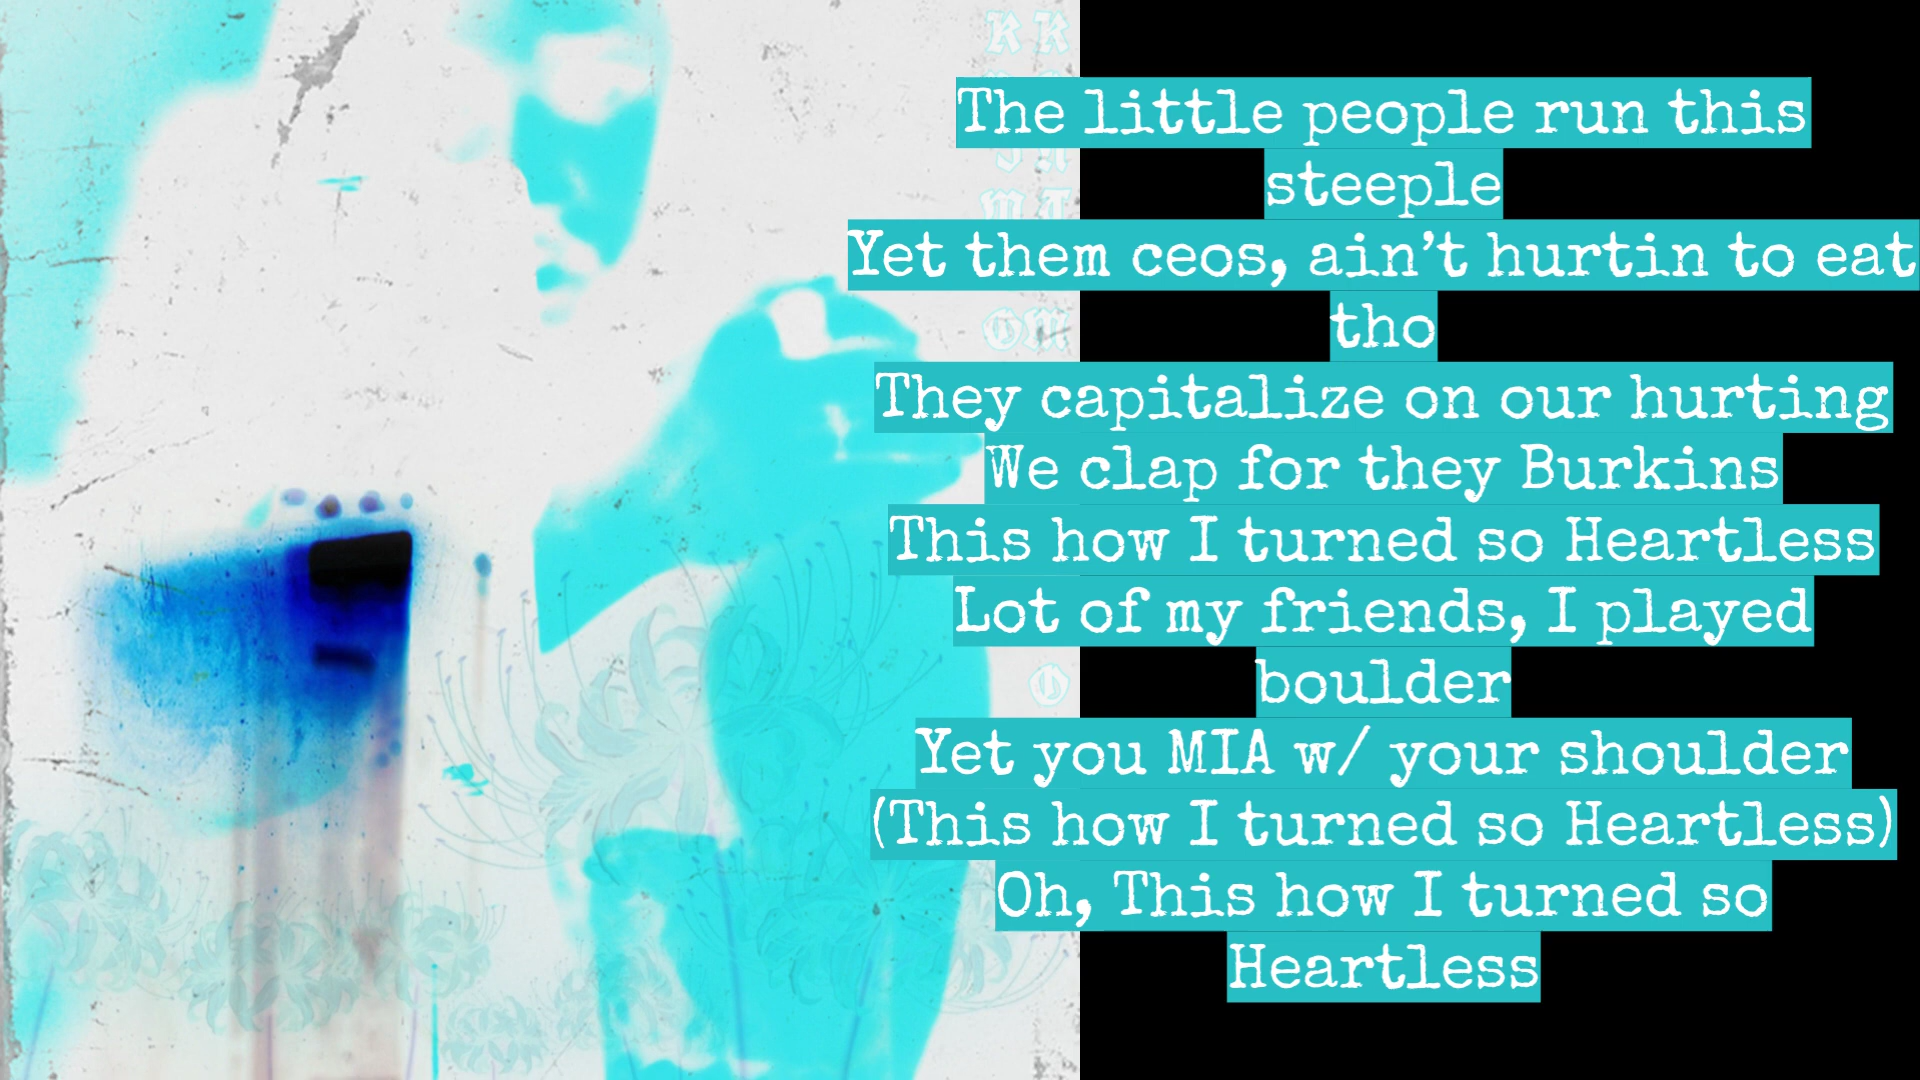 The little people run this
steeple
Yet them ceos, ain’t hurtin to eat
tho
They capitalize on our hurting
We clap for they Burkins
This how I turned so Heartless
Lot of my friends, I played
boulder
Yet you MIA w/ your shoulder
(This how I turned so Heartless)
Oh, This how I turned so
Heartless